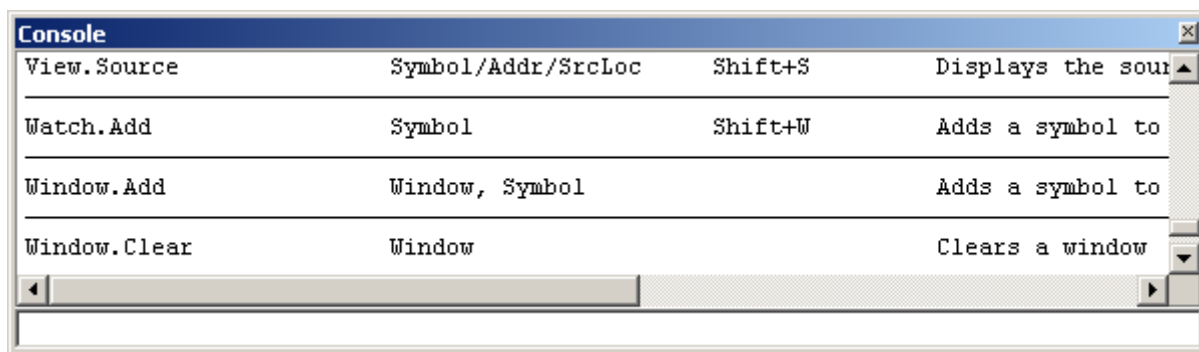 Console
View.Source Symbol/Addr/SrcLoc Shift+S Displays the
Watch.Add Symbol Shift+W Adds a symbol to
Window.Add Window, Symbol Adds a symbol to
Window.Clear Window Clears a window